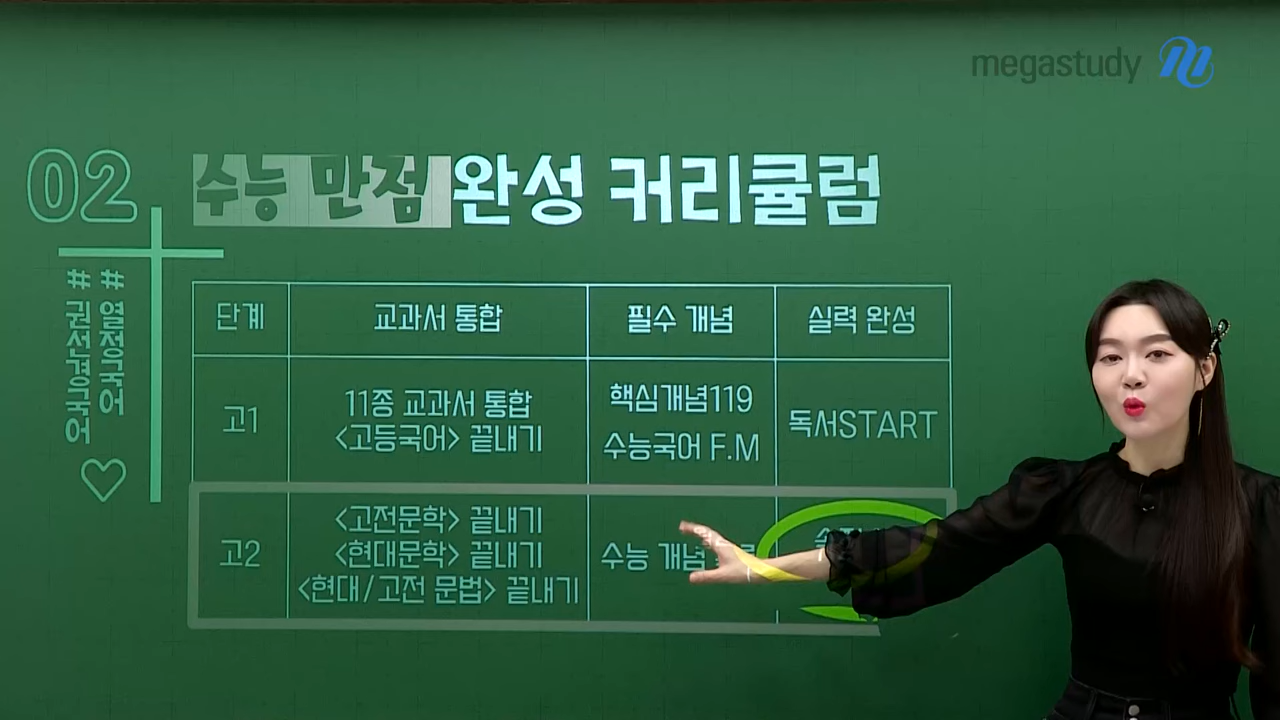 megastudy
02
수능 만점 완성 커리큘럼
#열정국어
#권선경국어
단계
교과서 통합
필수 개념
실력 완성
고1
11종 교과서 통합
<고등국어> 끝내기
핵심개념119
수능국어 F.M
독서START
고2
<고전문학> 끝내기
<현대문학> 끝내기
<현대/고전 문법> 끝내기
수능 개념